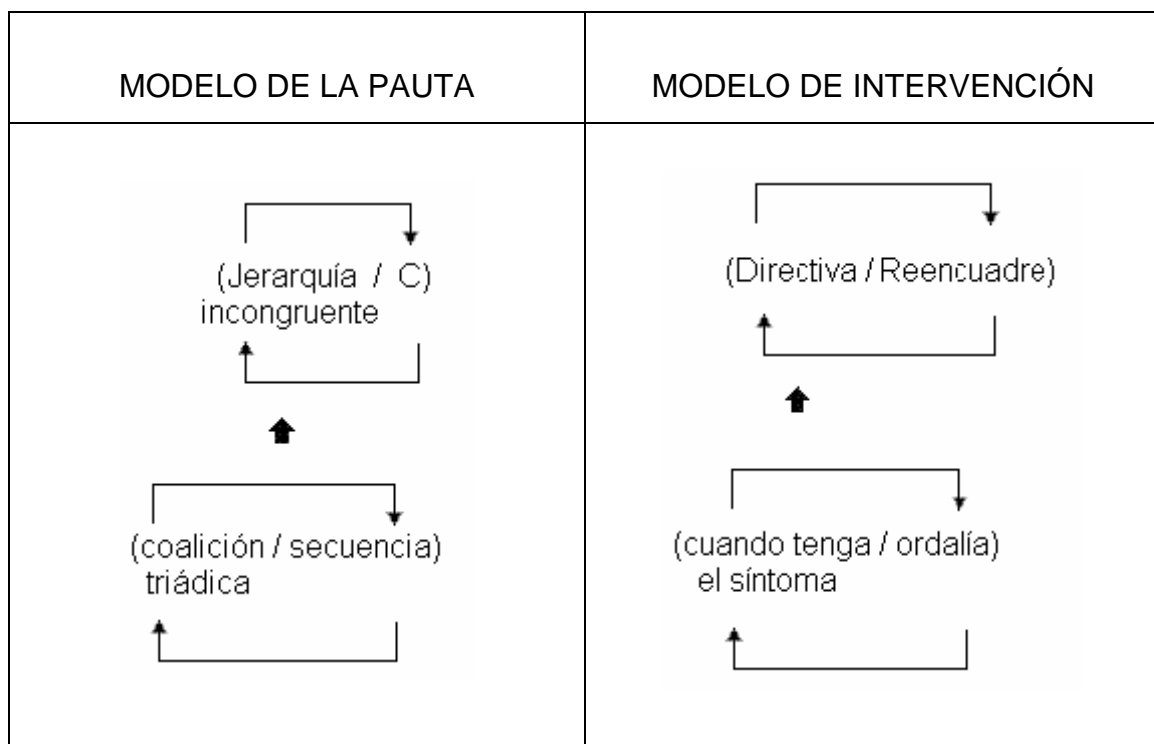 MODELO DE LA PAUTA
MODELO DE INTERVENCIÓN
(Jerarquía / C)
incongruente
(coalición / secuencia)
triádica
(Directiva / Reencuadre)
(cuando tenga / ordalía)
el síntoma